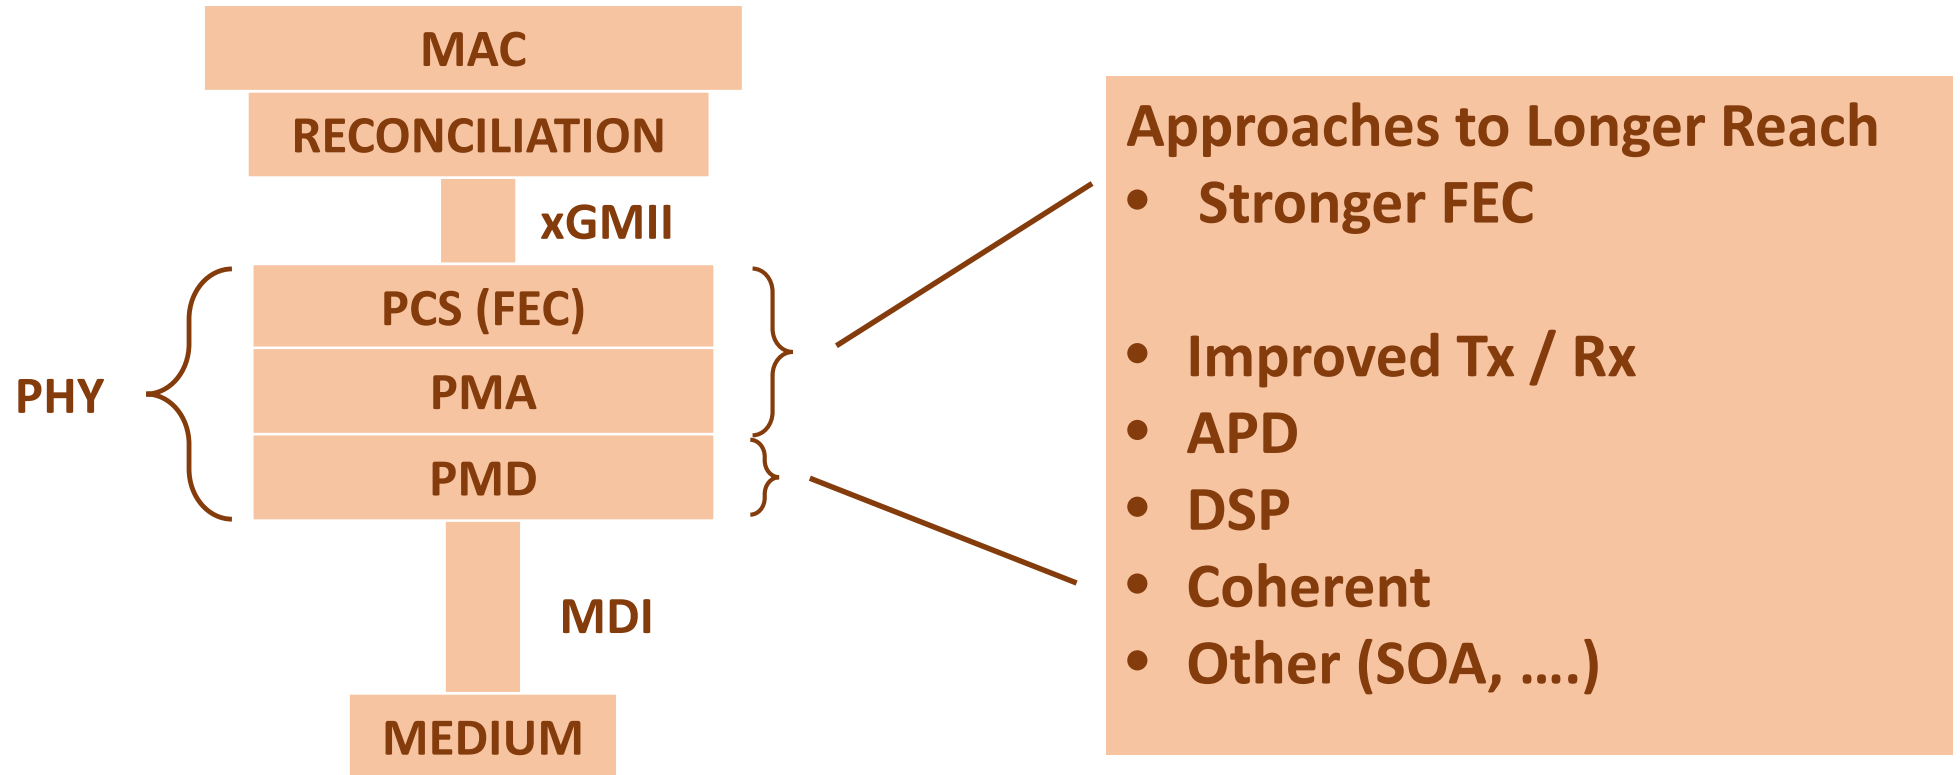 MAC
RECONCILIATION
xGMII
PCS (FEC)
PMA
PMD
PHY
MDI
MEDIUM
Approaches to Longer Reach
• Stronger FEC
• Improved Tx / Rx
• APD
• DSP
• Coherent
• Other (SOA, ....)